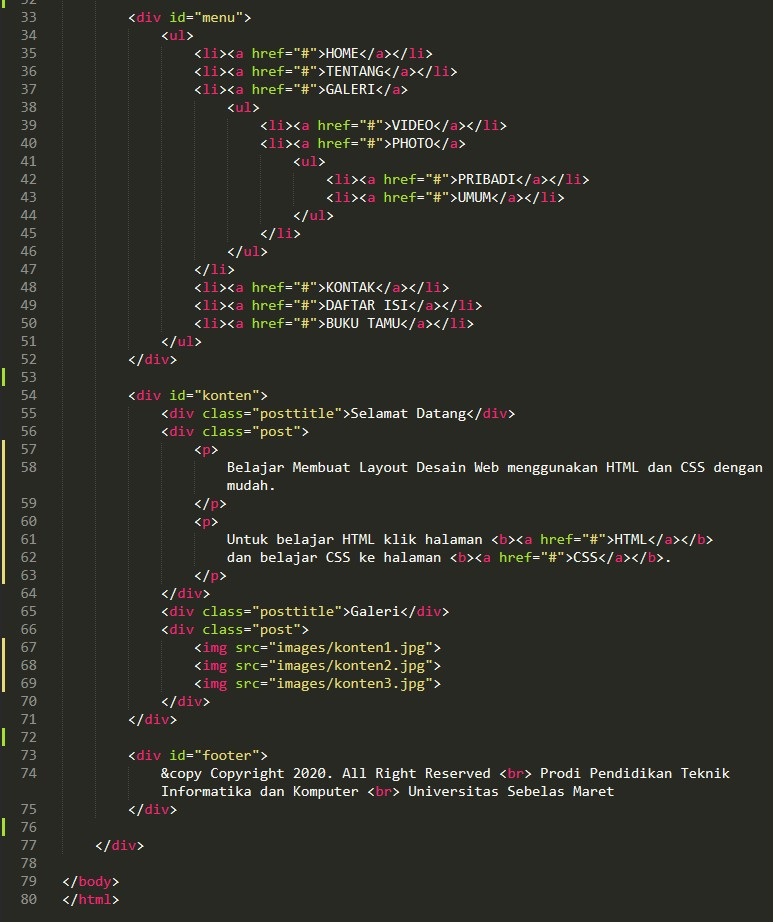 32
33 <div id="menu">
34 <ul>
35 <li><a href="#">HOME</a></li>
36 <li><a href="#">TENTANG</a></li>
37 <li><a href="#">GALERI</a>
38 <ul>
39 <li><a href="#">VIDEO</a></li>
40 <li><a href="#">PHOTO</a>
41 <ul>
42 <li><a href="#">PRIBADI</a></li>
43 <li><a href="#">UMUM</a></li>
44 </ul>
45 </li>
46 </ul>
47 </li>
48 <li><a href="#">KONTAK</a></li>
49 <li><a href="#">DAFTAR ISI</a></li>
50 <li><a href="#">BUKU TAMU</a></li>
51 </ul>
52 </div>
53
54 <div id="konten">
55 <div class="posttitle">Selamat Datang</div>
56 <div class="post">
57 <p>
58 Belajar Membuat Layout Desain Web menggunakan HTML dan CSS dengan
mudah.
59 </p>
60 <p>
61 Untuk belajar HTML klik halaman <b><a href="#">HTML</a></b>
62 dan belajar CSS ke halaman <b><a href="#">CSS</a></b>.
63 </p>
64 </div>
65 <div class="posttitle">Galeri</div>
66 <div class="post">
67 <img src="images/konten1.jpg">
68 <img src="images/konten2.jpg">
69 <img src="images/konten3.jpg">
70 </div>
71 </div>
72
73 <div id="footer">
74 &copy Copyright 2020. All Right Reserved <br> Prodi Pendidikan Teknik
Informatika dan Komputer <br> Universitas Sebelas Maret
75 </div>
76
77 </div>
78
79 </body>
80 </html>